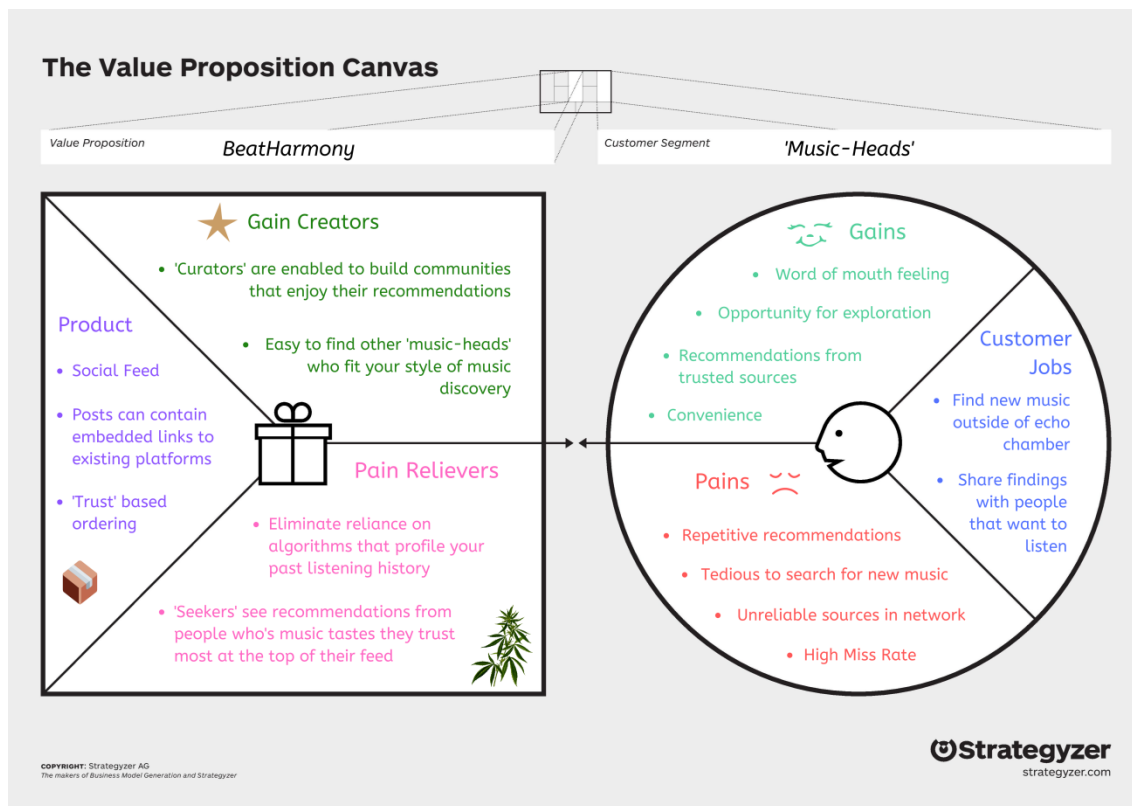 The Value Proposition Canvas
Value Proposition
BeatHarmony
Customer Segment
'Music-Heads'
Gain Creators
• 'Curators' are enabled to build communities
that enjoy their recommendations
• Easy to find other 'music-heads'
who fit your style of music
discovery
Product
• Social Feed
• Posts can contain
embedded links to
existing platforms
• 'Trust' based
ordering
Pain Relievers
• Eliminate reliance on
algorithms that profile your
past listening history
• 'Seekers' see recommendations from
people who's music tastes they trust
most at the top of their feed
Gains
• Word of mouth feeling
• Opportunity for exploration
• Recommendations from
trusted sources
• Convenience
Customer
Jobs
• Find new music
outside of echo
chamber
• Share findings
with people
that want to
listen
Pains
• Repetitive recommendations
• Tedious to search for new music
• Unreliable sources in network
• High Miss Rate
COPYRIGHT: Strategyzer AG
The makers of Business Model Generation and Strategyzer
Strategyzer
strategyzer.com